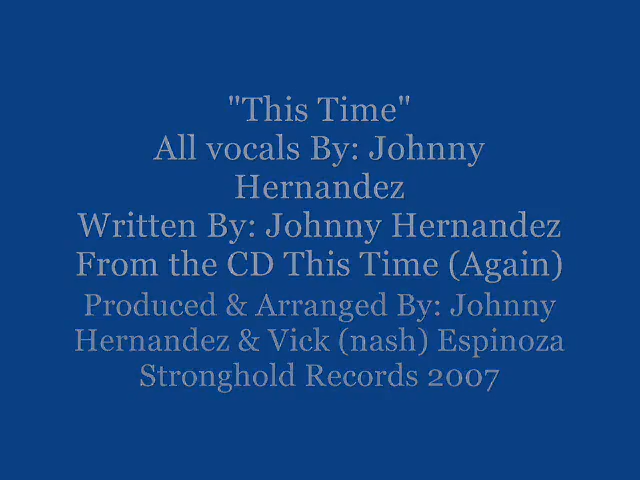 "This Time"
All vocals By: Johnny
Hernandez
Written By: Johnny Hernandez
From the CD This Time (Again)
Produced & Arranged By: Johnny
Hernandez & Vick (nash) Espinoza
Stronghold Records 2007